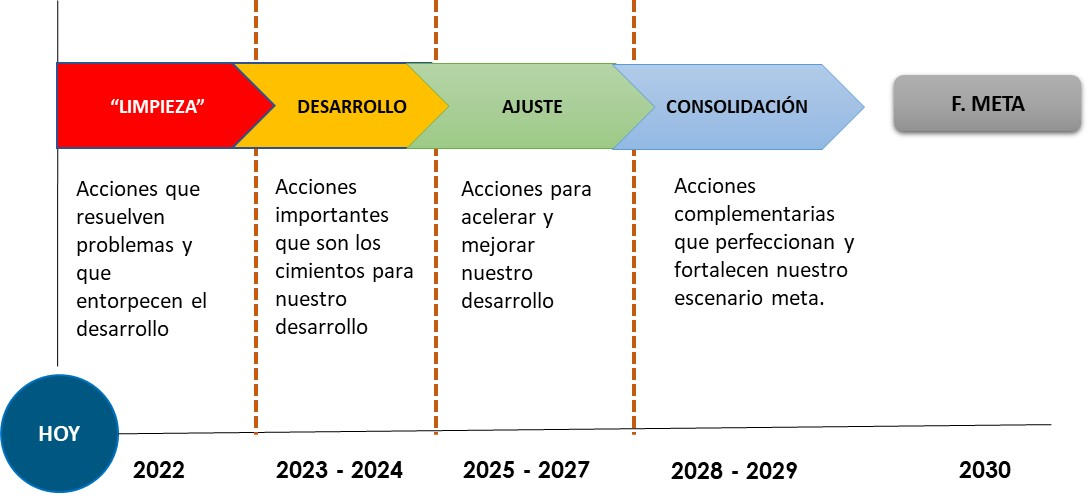 “LIMPIEZA”
DESARROLLO
AJUSTE
CONSOLIDACIÓN
F. META
Acciones que
resuelven
problemas y
que
entorpecen el
desarrollo
Acciones
importantes
que son los
cimientos para
nuestro
desarrollo
Acciones para
acelerar y
mejorar
nuestro
desarrollo
Acciones
complementarias
que perfeccionan y
fortalecen nuestro
escenario meta.
HOY
2022
2023 - 2024
2025 - 2027
2028 - 2029
2030